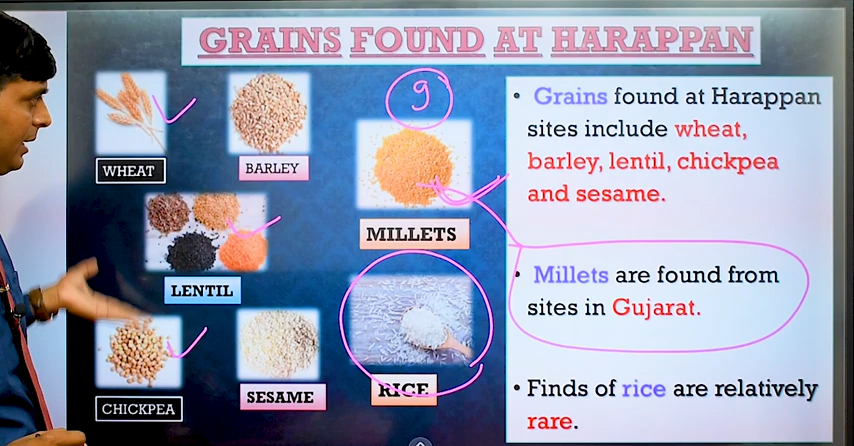 GRAINS FOUND AT HARAPPAN
WHEAT
BARLEY
g
MILLETS
LENTIL
CHICKPEA
SESAME
RICE
• Grains found at Harappan
sites include wheat,
barley, lentil, chickpea
and sesame.
• Millets are found from
sites in Gujarat.
• Finds of rice are relatively
rare.